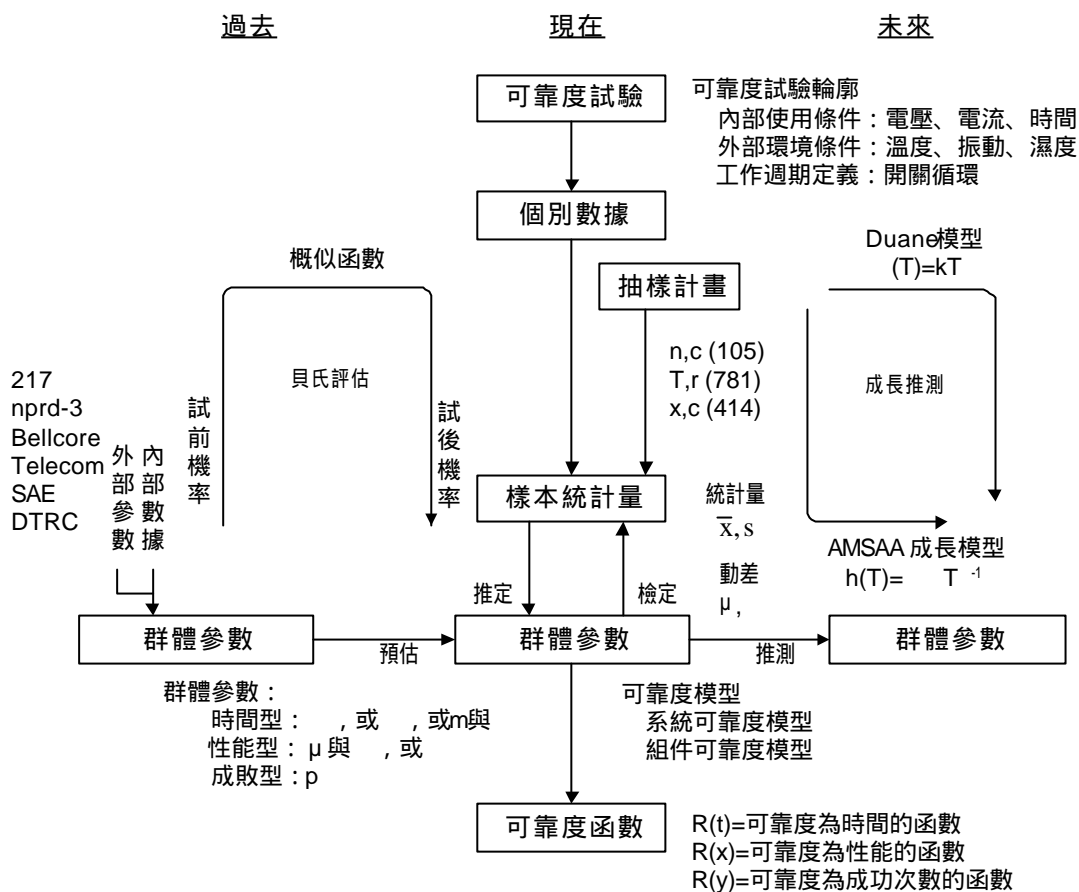 過去
現在
未來
可靠度試驗
可靠度試驗輪廓
內部使用條件：電壓、電流、時間
外部環境條件：溫度、振動、濕度
工作週期定義：開關循環
個別數據
概似函數
抽樣計畫
Duane模型
(T)=kT
n,c (105)
T,r (781)
x,c (414)
貝氏評估
成長推測
217
nprd-3
Bellcore
Telecom
SAE
DTRC
外部參數
內部數據
試前機率
試後機率
樣本統計量
統計量
x̅, s
動差
μ,
AMSAA 成長模型
h(T)= T ⁻¹
推定
檢定
群體參數
預估
群體參數
推測
群體參數
群體參數：
時間型： , 或 , 或m與
性能型：μ與 , 或
成敗型：p
可靠度模型
系統可靠度模型
組件可靠度模型
可靠度函數
R(t)=可靠度為時間的函數
R(x)=可靠度為性能的函數
R(y)=可靠度為成功次數的函數